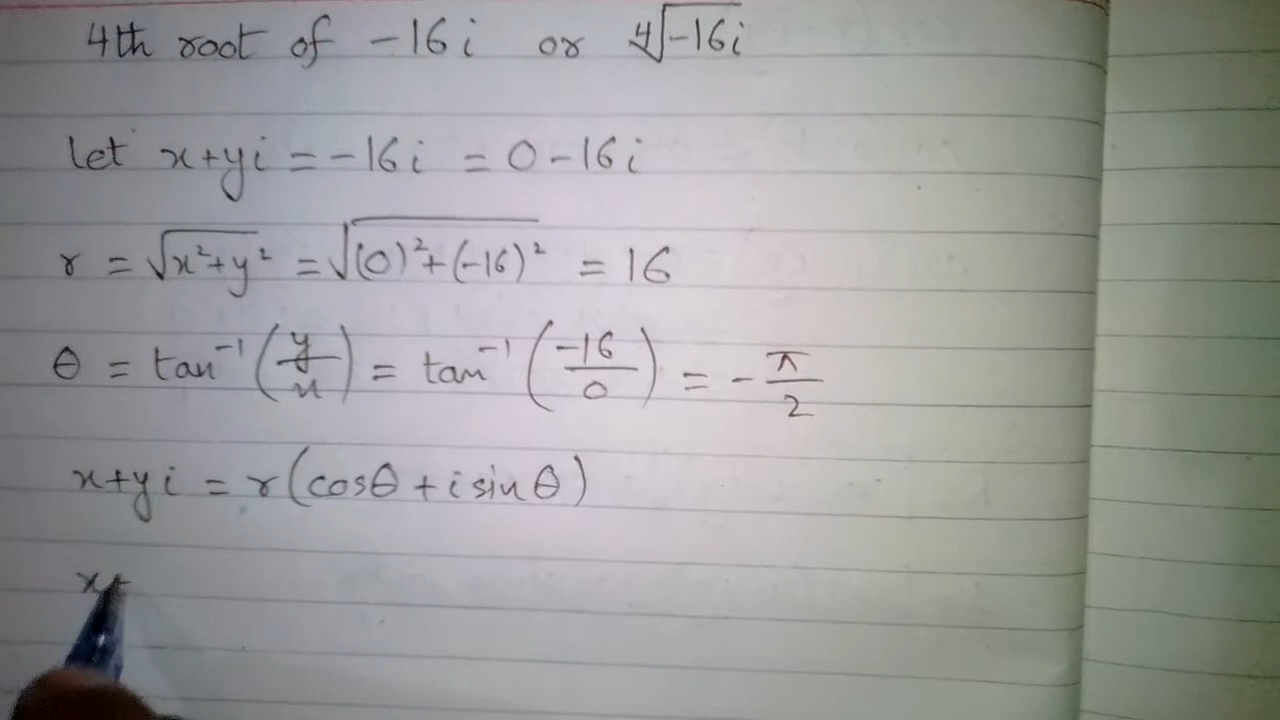 4th root of -16i or ∜-16i
let x+yi = -16i = 0-16i
r = √x²+y² = √(0)²+(-16)² = 16
θ = tan⁻¹(y/x) = tan⁻¹(-16/0) = -π/2
x+yi = r(cosθ + i sinθ)
x+